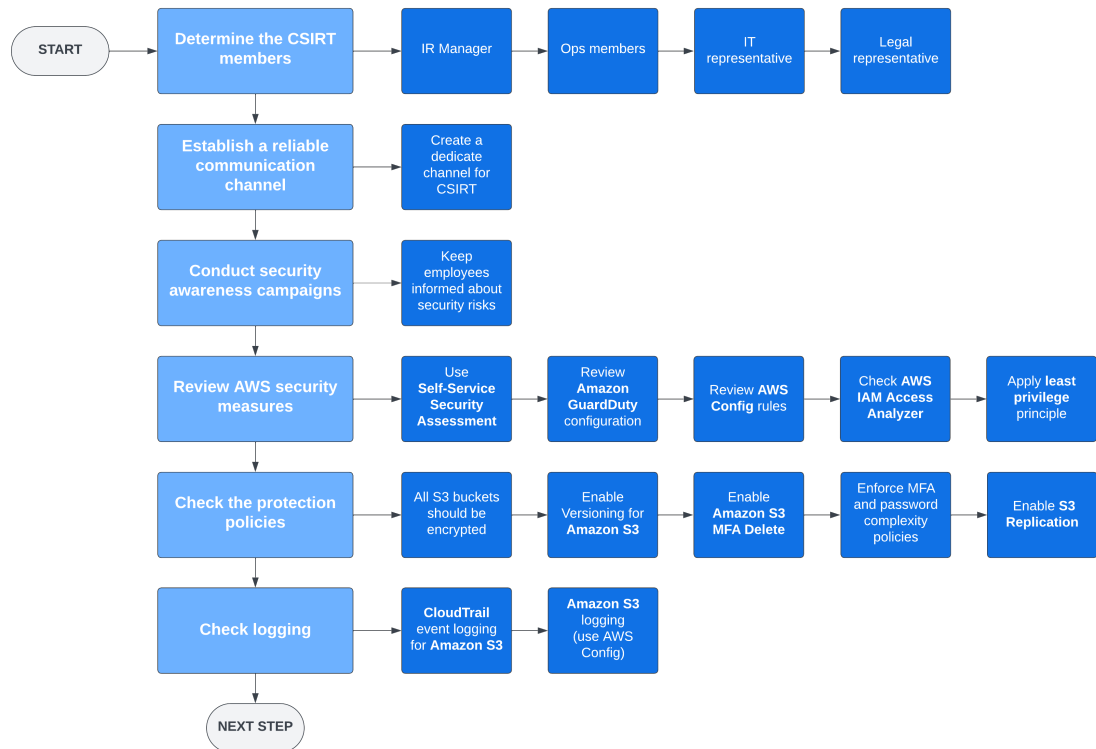 START
Determine the CSIRT
members
IR Manager
Ops members
IT
representative
Legal
representative
Establish a reliable
communication
channel
Create a
dedicate
channel for
CSIRT
Conduct security
awareness campaigns
Keep
employees
informed about
security risks
Review AWS security
measures
Use
Self-Service
Security
Assessment
Review
Amazon
GuardDuty
configuration
Review AWS
Config rules
Check AWS
IAM Access
Analyzer
Apply least
privilege
principle
Check the protection
policies
All S3 buckets
should be
encrypted
Enable
Versioning for
Amazon S3
Enable
Amazon S3
MFA Delete
Enforce MFA
and password
complexity
policies
Enable S3
Replication
Check logging
CloudTrail
event logging
for Amazon S3
Amazon S3
logging
(use AWS
Config)
NEXT STEP